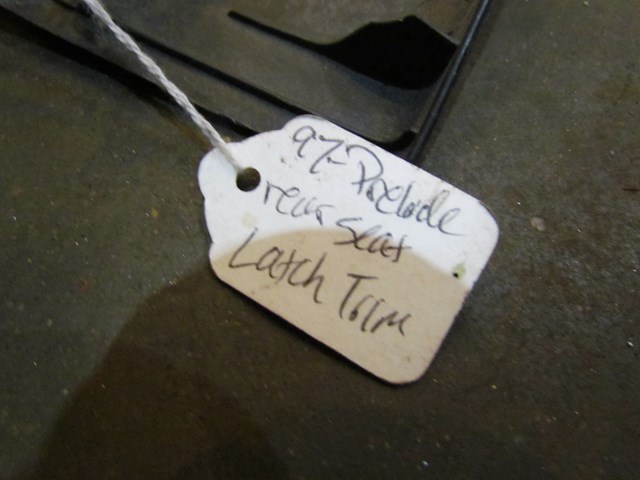 97-Prelude
rear seat
Latch Trim